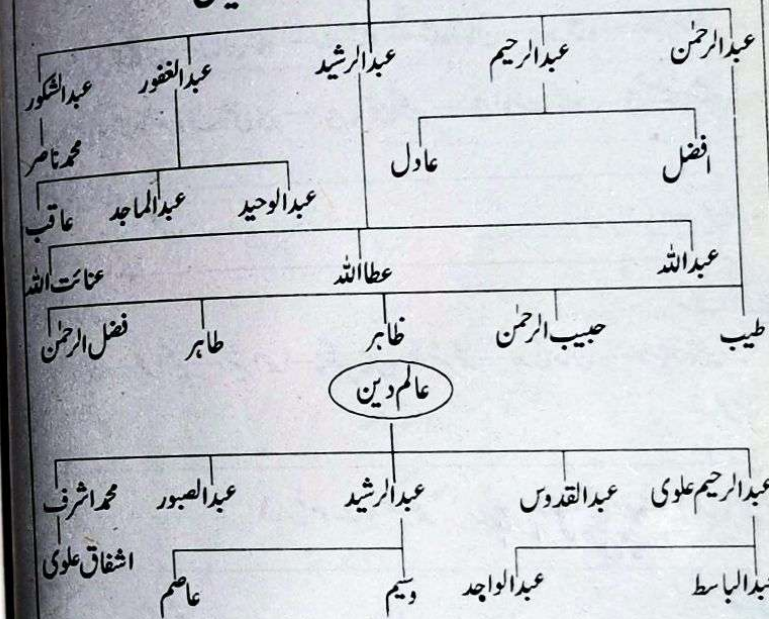 عبدالرحمٰن عبدالرحیم عبدالرشید عبدالغفور عبدالشکور
افضل عادل محمد ناصر
عبدالوحید عبدالماجد عاقب
عبداللہ عطااللہ عنائت اللہ
طیب حبیب الرحمٰن ظاہر طاہر فضل الرحمٰن
عالم دین
عبدالرحیم علوی عبدالقدوس عبدالرشید عبدالصبور محمد اشرف
عبدالباسط عبدالواجد وسیم عاصم اشفاق علوی